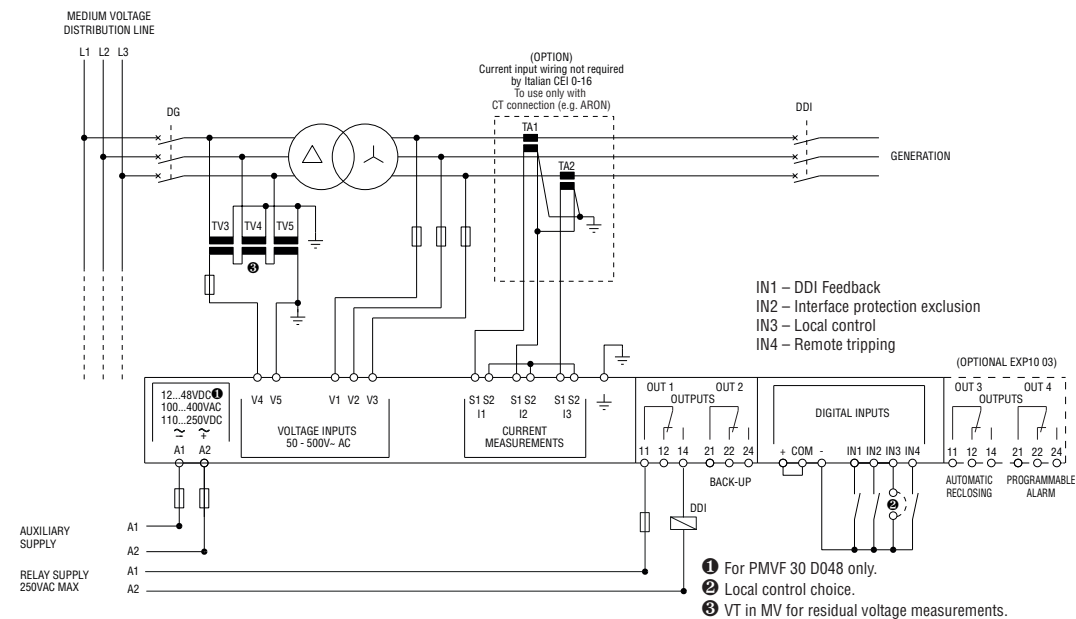 MEDIUM VOLTAGE
DISTRIBUTION LINE
L1 L2 L3
DG
(OPTION)
Current input wiring not required
by Italian CEI 0-16
To use only with
CT connection (e.g. ARON)
TA1
TA2
DDI
GENERATION
TV3 TV4 TV5
❸
IN1 – DDI Feedback
IN2 – Interface protection exclusion
IN3 – Local control
IN4 – Remote tripping
(OPTIONAL EXP10 03)
12...48VDC❶
100...400VAC
110...250VDC
~ ~
– +
A1 A2
V4 V5 V1 V2 V3
VOLTAGE INPUTS
50 - 500V~ AC
S1 S2 S1 S2 S1 S2
I1 I2 I3
CURRENT
MEASUREMENTS
OUT 1 OUT 2
OUTPUTS
11 12 14 21 22 24
BACK-UP
DIGITAL INPUTS
+ COM - IN1 IN2 IN3 IN4
OUT 3 OUT 4
OUTPUTS
11 12 14 21 22 24
AUTOMATIC
RECLOSING
PROGRAMMABLE
ALARM
❷
DDI
AUXILIARY
SUPPLY
A1
A2
RELAY SUPPLY
250VAC MAX
A1
A2
❶ For PMVF 30 D048 only.
❷ Local control choice.
❸ VT in MV for residual voltage measurements.